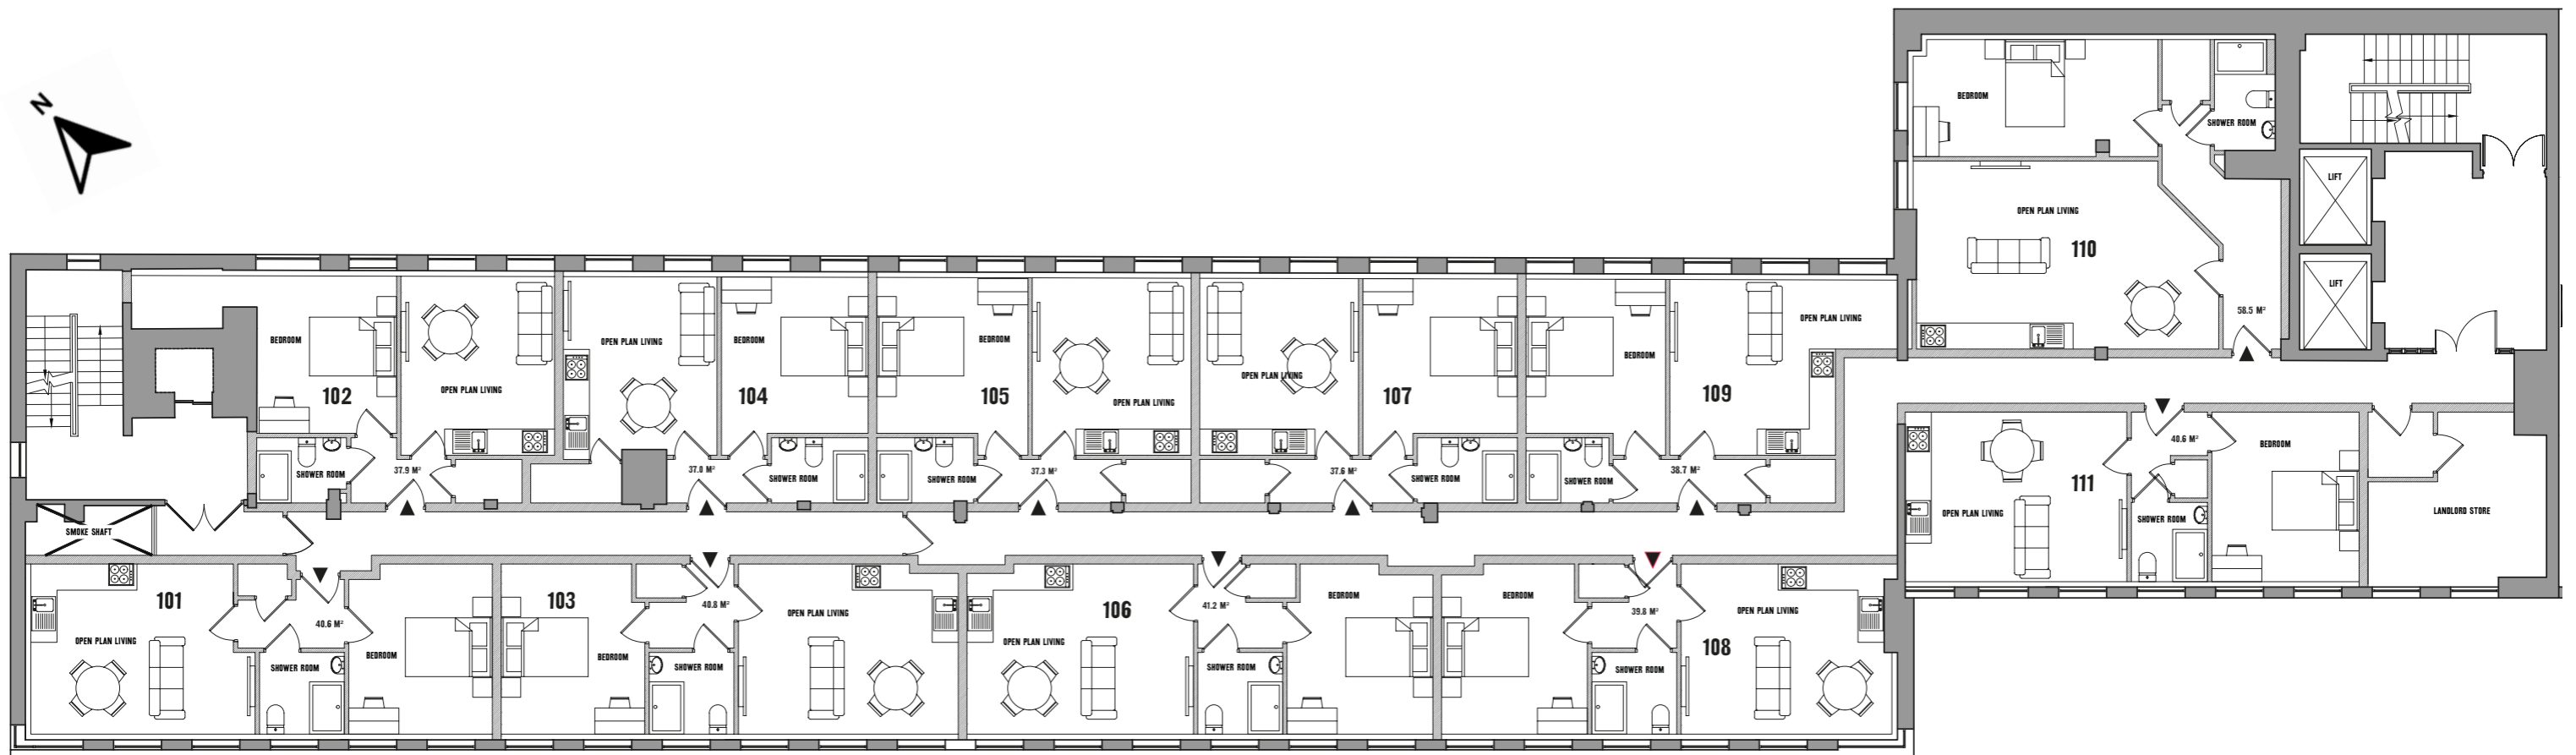 N
BEDROOM
SHOWER ROOM
OPEN PLAN LIVING
110
58.5 M²
LIFT
LIFT
BEDROOM
102
OPEN PLAN LIVING
SHOWER ROOM
37.9 M²
OPEN PLAN LIVING
BEDROOM
104
37.0 M²
SHOWER ROOM
BEDROOM
105
OPEN PLAN LIVING
SHOWER ROOM
37.3 M²
OPEN PLAN LIVING
107
37.6 M²
SHOWER ROOM
BEDROOM
OPEN PLAN LIVING
109
SHOWER ROOM
38.7 M²
SMOKE SHAFT
101
OPEN PLAN LIVING
40.6 M²
SHOWER ROOM
BEDROOM
103
BEDROOM
40.8 M²
SHOWER ROOM
OPEN PLAN LIVING
106
OPEN PLAN LIVING
41.2 M²
SHOWER ROOM
BEDROOM
BEDROOM
39.8 M²
SHOWER ROOM
OPEN PLAN LIVING
108
111
OPEN PLAN LIVING
40.6 M²
SHOWER ROOM
BEDROOM
LANDLORD STORE